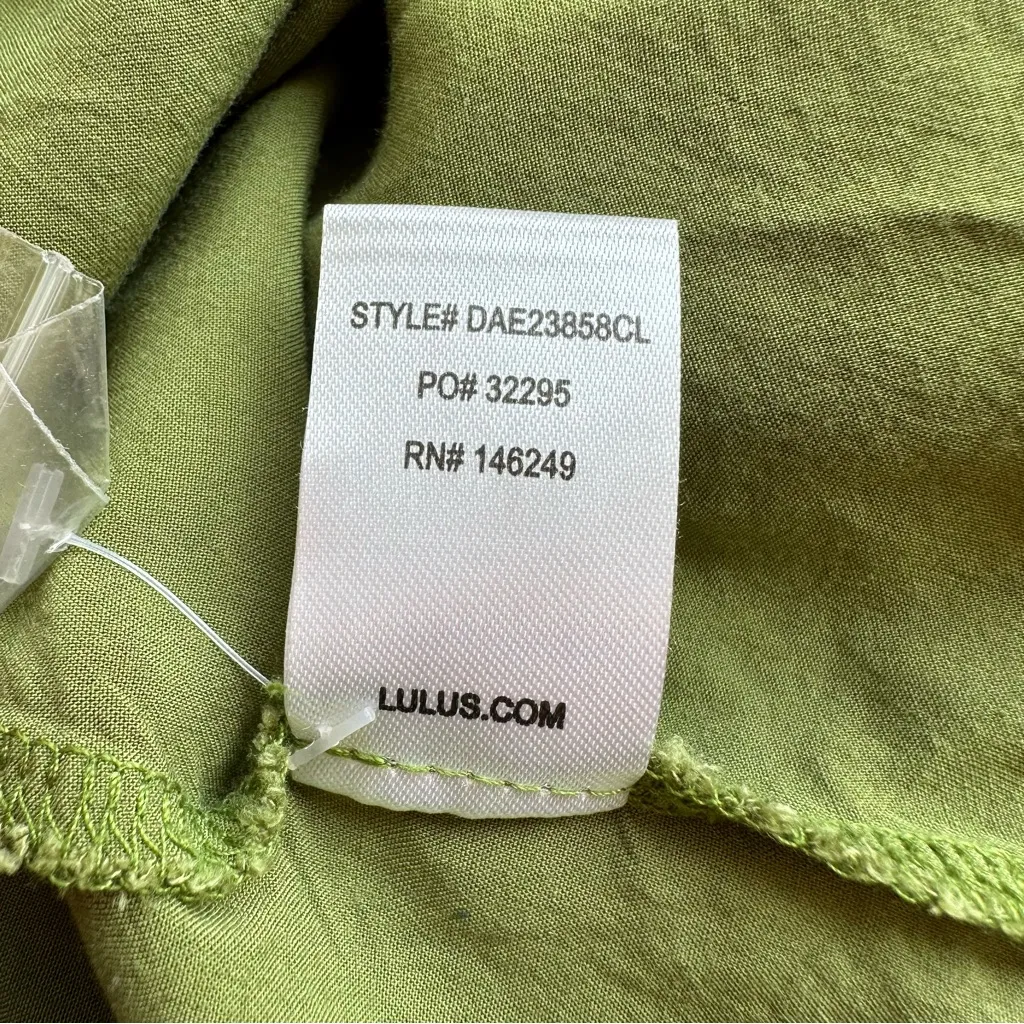 STYLE# DAE23858CL
PO# 32295
RN# 146249
LULUS.COM